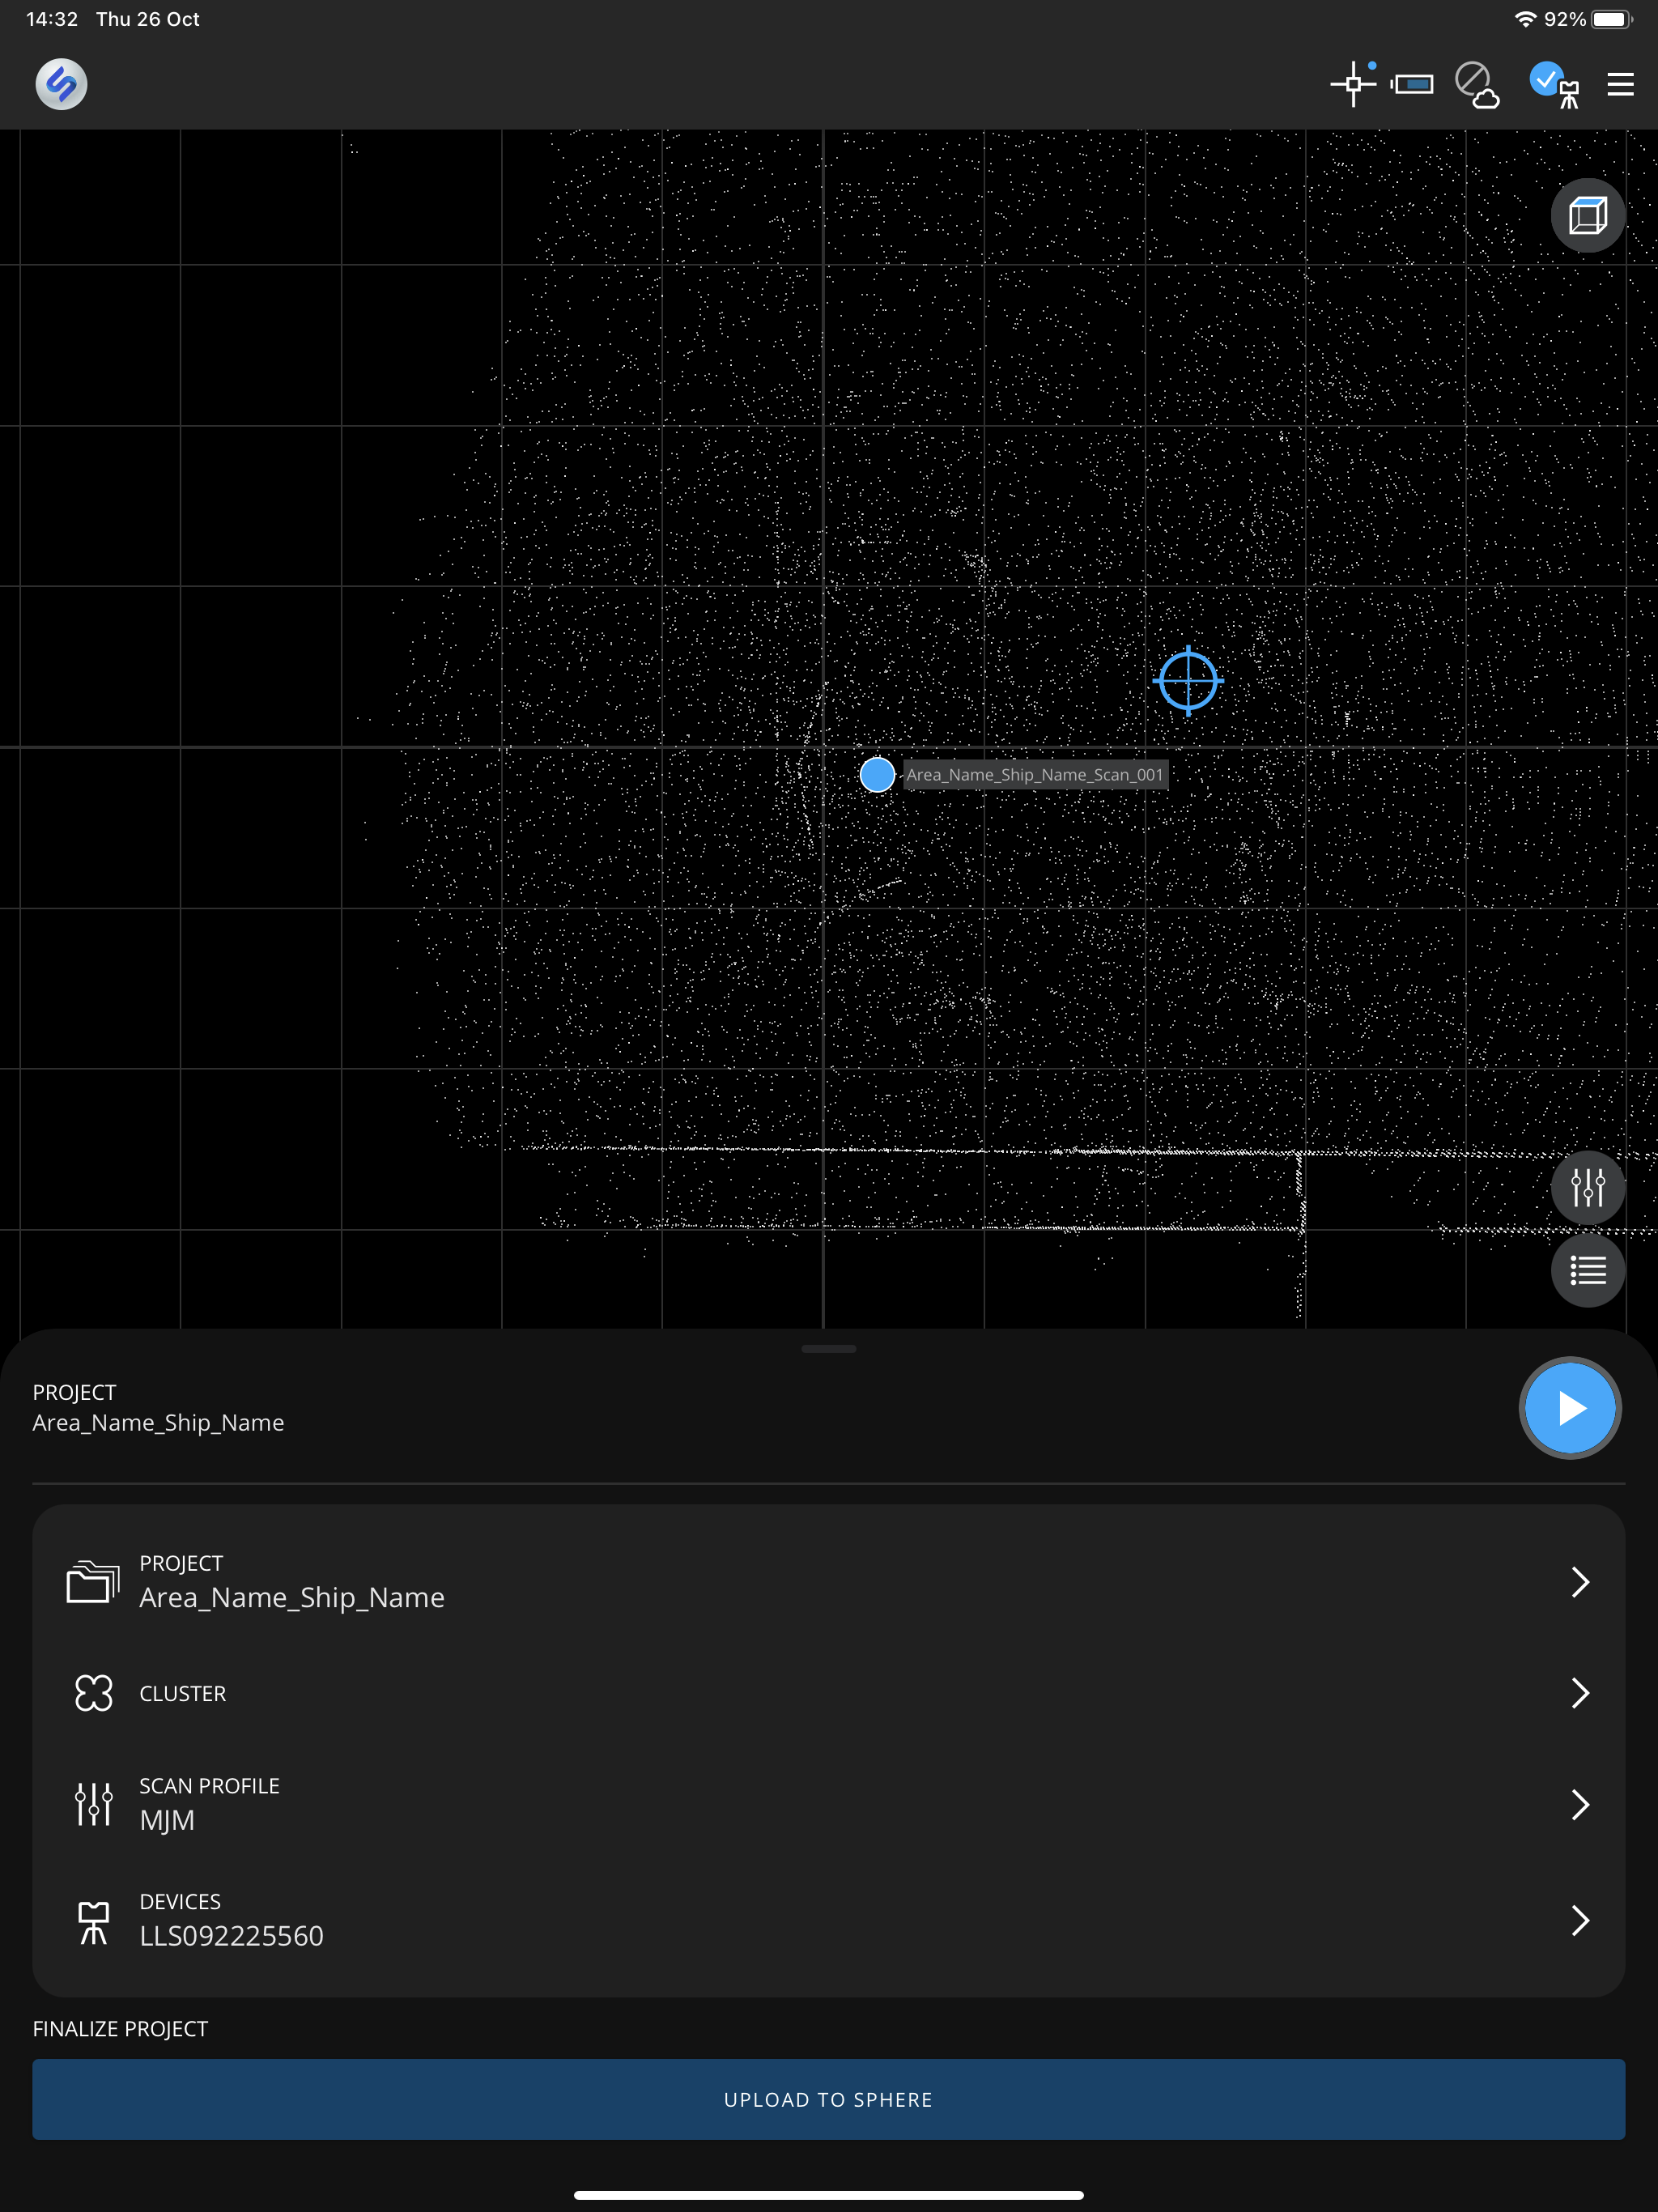 14:32 Thu 26 Oct
92%
Area_Name_Ship_Name_Scan_001
PROJECT
Area_Name_Ship_Name
PROJECT
Area_Name_Ship_Name
CLUSTER
SCAN PROFILE
MJM
DEVICES
LLS092225560
FINALIZE PROJECT
UPLOAD TO SPHERE